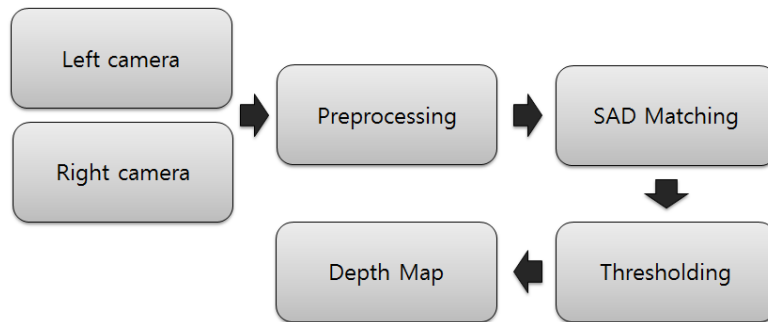 Left camera
Right camera
Preprocessing
SAD Matching
Thresholding
Depth Map